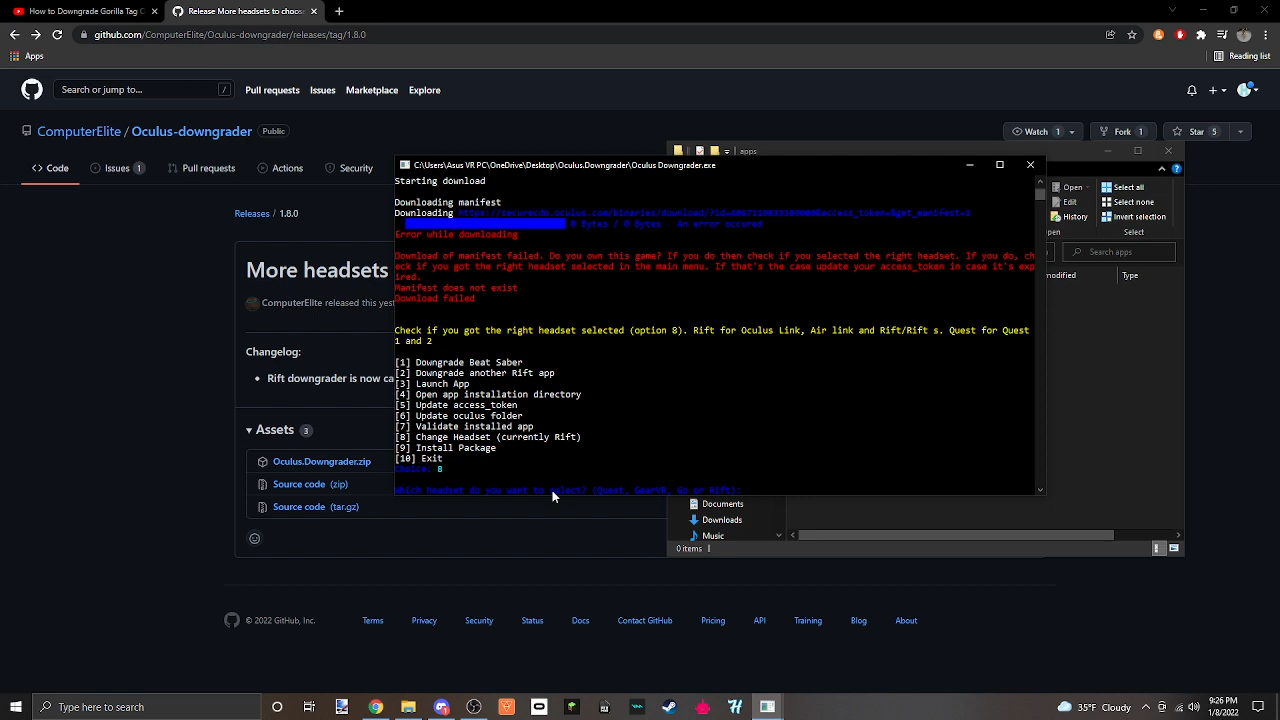 How to Downgrade Gorilla Tag
Release More headsets to choose
github.com/ComputerElite/Oculus-downgrader/releases/tag/1.8.0
Apps
Reading list
Search or jump to...
/
Pull requests
Issues
Marketplace
Explore
ComputerElite / Oculus-downgrader
Public
Watch 1
Fork 1
Star 5
Code
Issues 1
Pull requests
Actions
Security
apps
C:\Users\Asus VR PC\OneDrive\Desktop\Oculus.Downgrader\Oculus Downgrader.exe
Starting download
Downloading manifest
Downloading
0 Bytes / 0 Bytes An error occured
Error while downloading
Download of manifest failed. Do you own this game? If you do then check if you selected the right headset. If you do, ch
eck if you got the right headset selected in the main menu. If that's the case update your access_token in case it's exp
ired.
Manifest does not exist
Download failed
Check if you got the right headset selected (option 8). Rift for Oculus Link, Air link and Rift/Rift s. Quest for Quest
1 and 2
[1] Downgrade Beat Saber
[2] Downgrade another Rift app
[3] Launch App
[4] Open app installation directory
[5] Update access_token
[6] Update oculus folder
[7] Validate installed app
[8] Change Headset (currently Rift)
[9] Install Package
[10] Exit
Choice: 8
Which headset do you want to select? (Quest, GearVR, Go or Rift):
Open
Select all
Exit
Select none
History
Invert selection
pen
Select
Search apps
odified
Type
Documents
Downloads
Music
0 items
Releases / 1.8.0
More headsets
ComputerElite released this yes
Changelog:
Rift downgrader is now ca
Assets 3
Oculus.Downgrader.zip
Source code (zip)
Source code (tar.gz)
© 2022 GitHub, Inc.
Terms
Privacy
Security
Status
Docs
Contact GitHub
Pricing
API
Training
Blog
About
Type here to search
33°F Cloudy
9:26 PM
1/8/2022